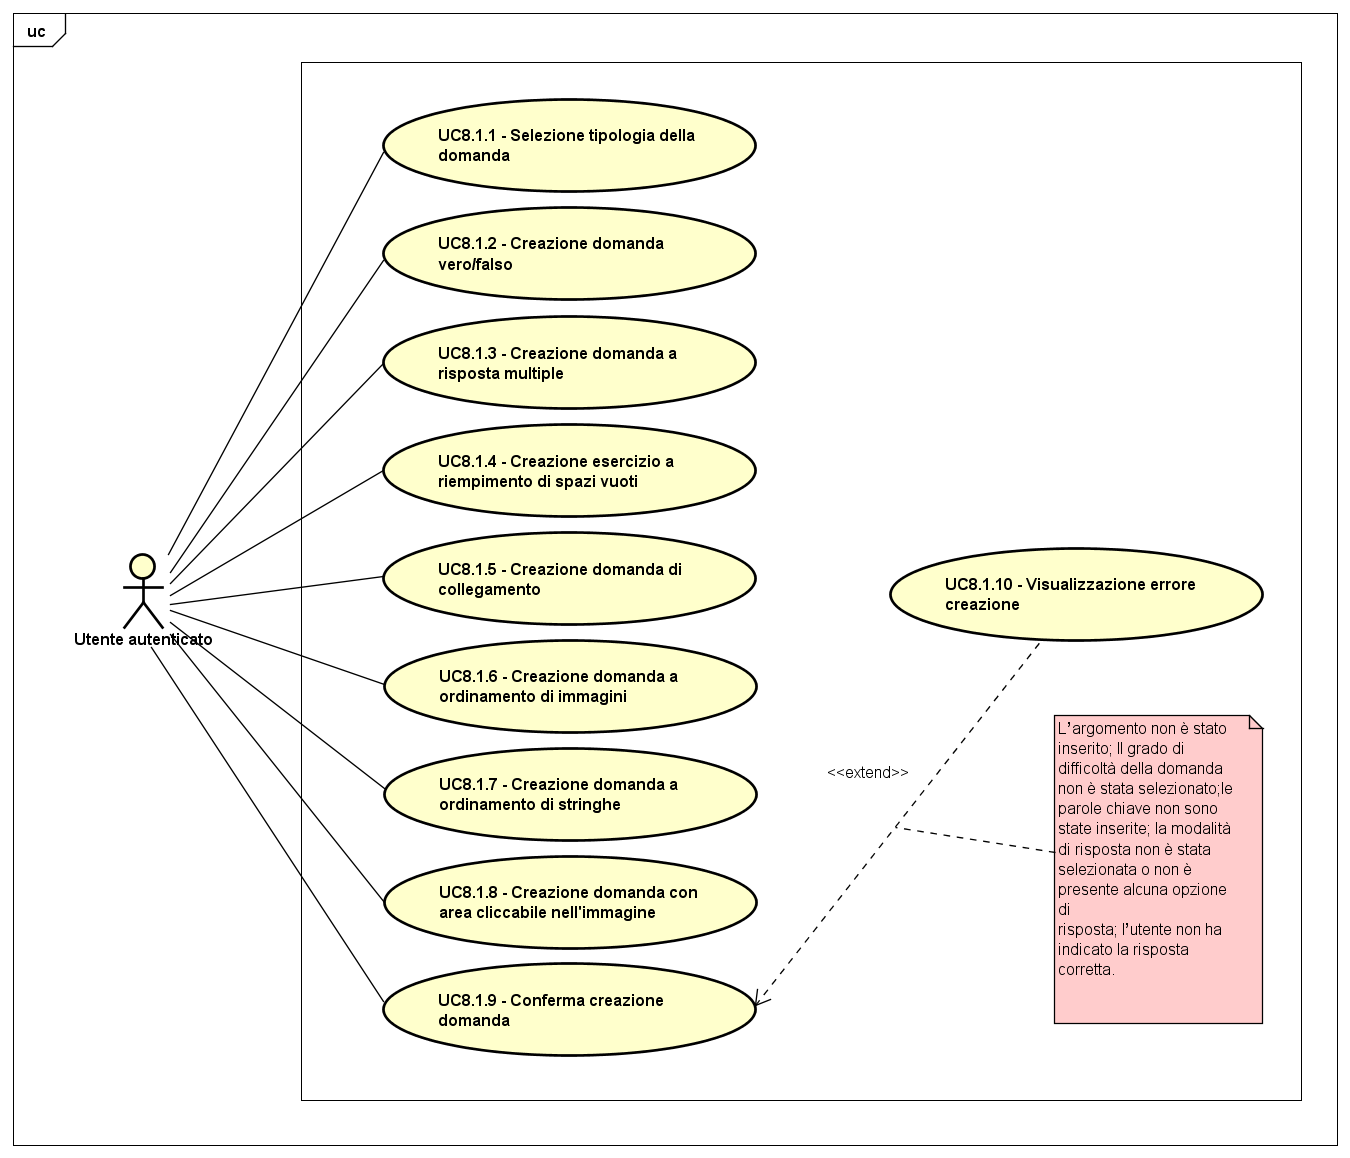 uc
UC8.1.1 - Selezione tipologia della
domanda
UC8.1.2 - Creazione domanda
vero/falso
UC8.1.3 - Creazione domanda a
risposta multiple
UC8.1.4 - Creazione esercizio a
riempimento di spazi vuoti
UC8.1.5 - Creazione domanda di
collegamento
UC8.1.10 - Visualizzazione errore
creazione
Utente autenticato
UC8.1.6 - Creazione domanda a
ordinamento di immagini
UC8.1.7 - Creazione domanda a
ordinamento di stringhe
<<extend>>
L’argomento non è stato
inserito; Il grado di
difficoltà della domanda
non è stata selezionato;le
parole chiave non sono
state inserite; la modalità
di risposta non è stata
selezionata o non è
presente alcuna opzione
di
risposta; l’utente non ha
indicato la risposta
corretta.
UC8.1.8 - Creazione domanda con
area cliccabile nell'immagine
UC8.1.9 - Conferma creazione
domanda